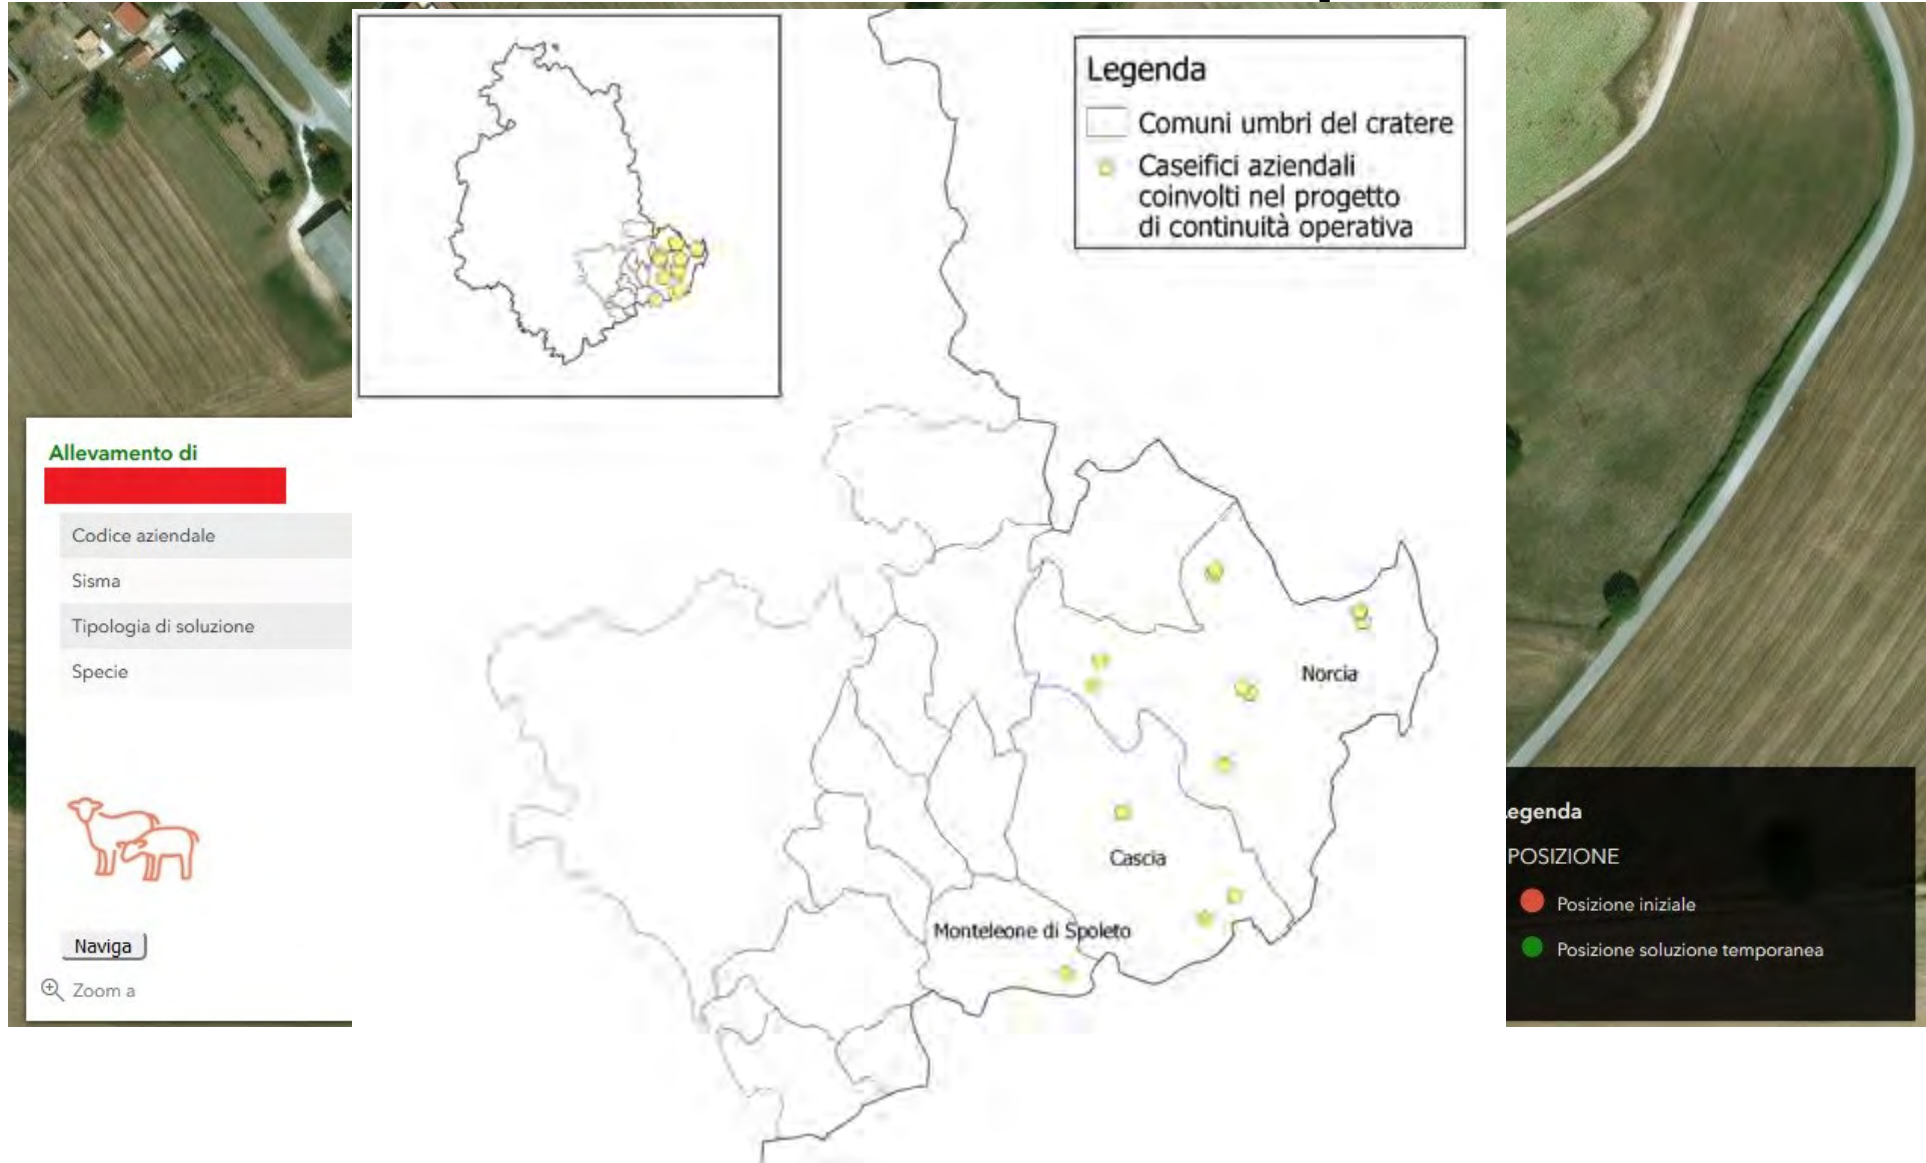 Legenda
Comuni umbri del cratere
Caseifici aziendali
coinvolti nel progetto
di continuità operativa
Allevamento di
Codice aziendale
Sisma
Tipologia di soluzione
Specie
Naviga
Zoom a
Norcia
Cascia
Monteleone di Spoleto
egenda
POSIZIONE
Posizione iniziale
Posizione soluzione temporanea